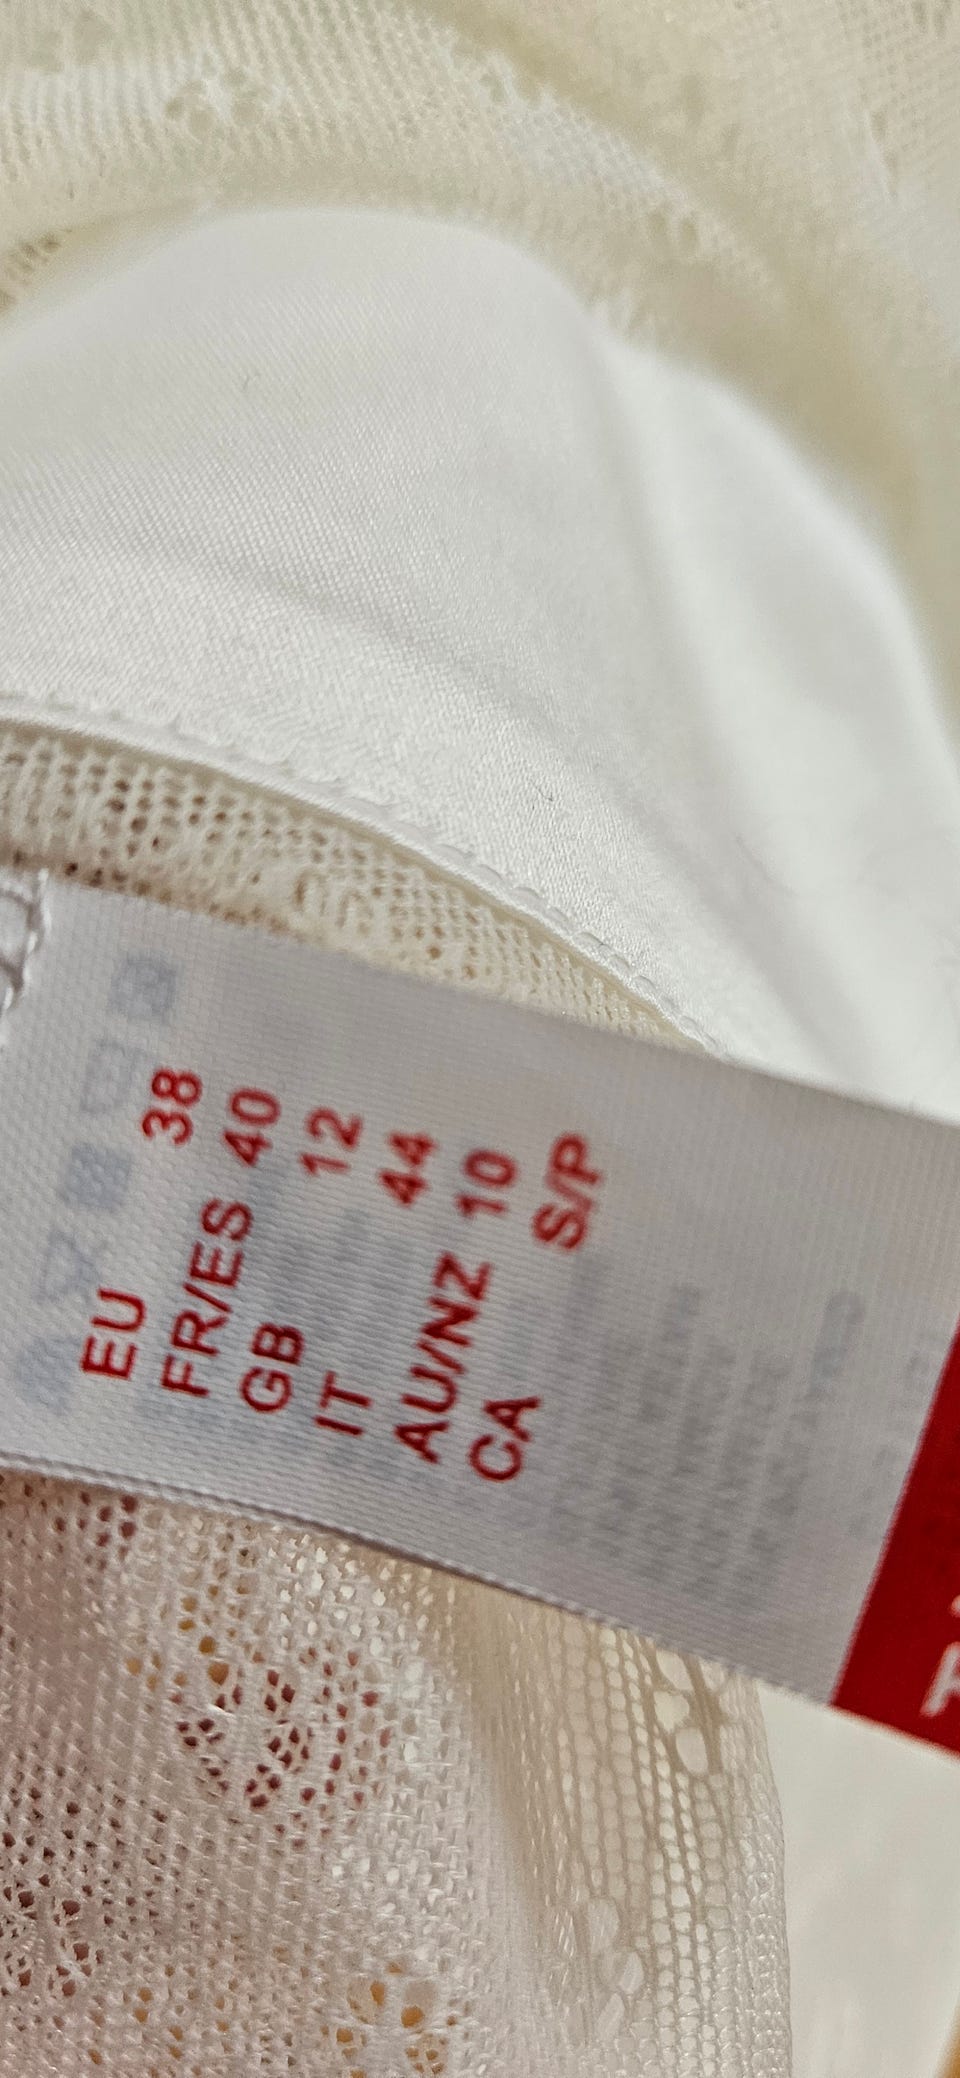 EU 38
FR/ES 40
GB 12
IT 44
AU/NZ 10
CA S/P